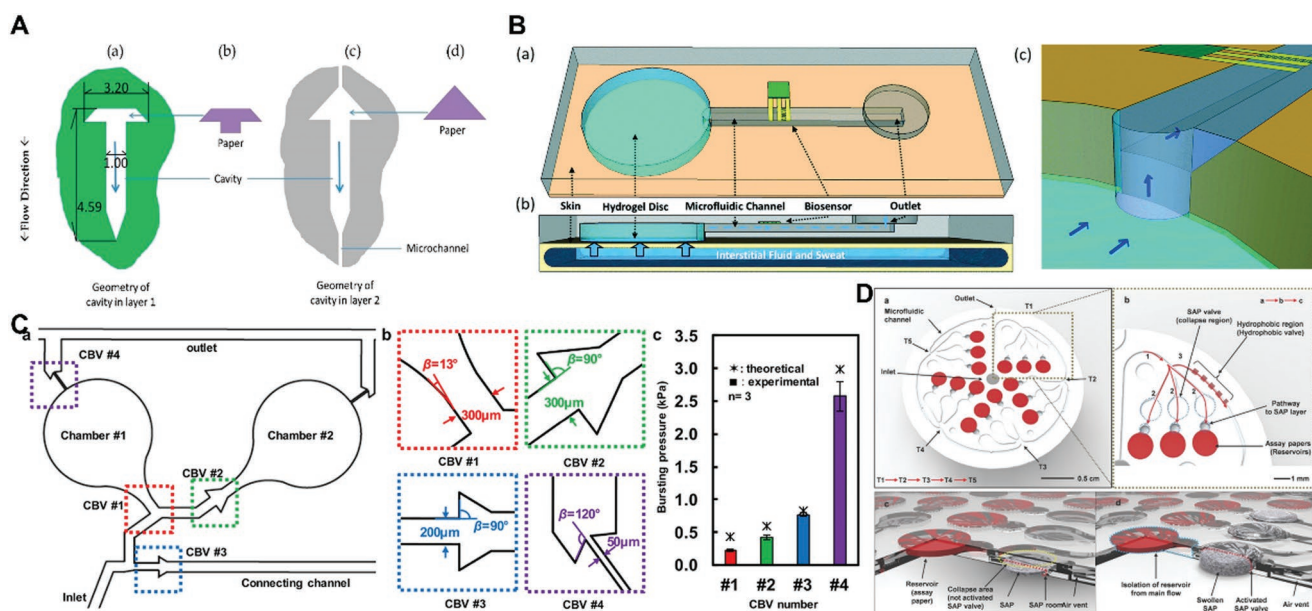 A
(a)
(b)
(c)
(d)
3.20
Paper
Paper
1.00
Cavity
4.59
← Flow Direction ←
Microchannel
Geometry of
cavity in layer 1
Geometry of
cavity in layer 2
B
(a)
(c)
Skin
Hydrogel Disc
Microfluidic Channel
Biosensor
Outlet
(b)
Interstitial Fluid and Sweat
C
a
CBV #4
outlet
Chamber #1
Chamber #2
CBV #2
CBV #1
CBV #3
Inlet
Connecting channel
b
β=13°
300μm
CBV #1
β=90°
300μm
CBV #2
200μm
β=90°
CBV #3
β=120°
50μm
CBV #4
c
Bursting pressure (kPa)
3.5
3.0
2.5
2.0
1.5
1.0
0.5
0
: theoretical
: experimental
n= 3
#1
#2
#3
#4
CBV number
D
a
Outlet
T1
Microfluidic
channel
T5
Inlet
T2
T4
T3
T1→T2→T3→T4→T5
0.5 cm
b
a→b→c
SAP valve
(collapse region)
Hydrophobic region
(Hydrophobic valve)
1
3
2
2
2
Pathway
to SAP layer
Assay papers
(Reservoirs)
1 mm
c
Reservoir
(assay paper)
Collapse area
(not activated
SAP valve)
SAP
SAP room
Air vent
d
Isolation of reservoir
from main flow
Swollen
SAP
Activated
SAP valve
Air vent